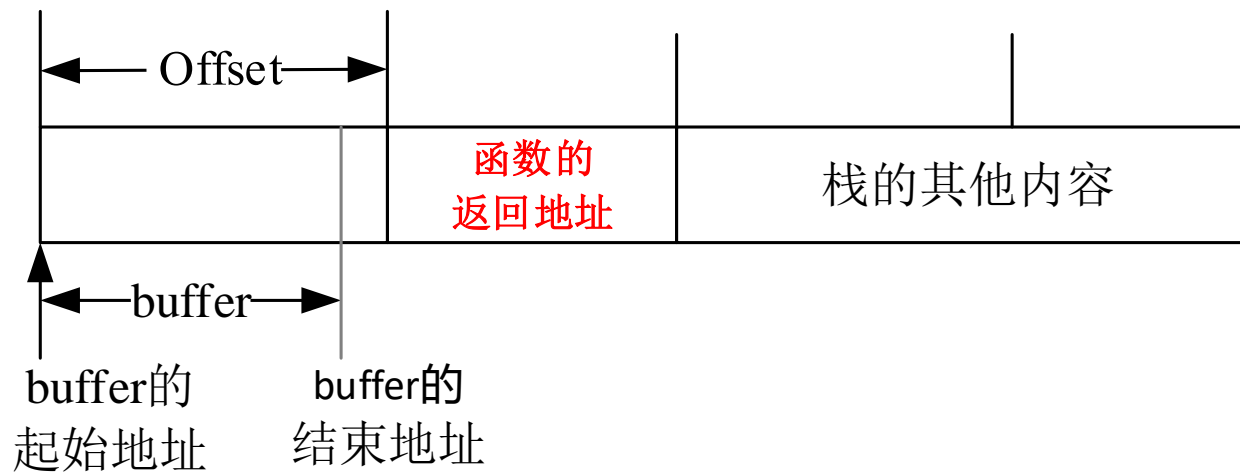 Offset
函数的
返回地址
栈的其他内容
buffer
buffer的
起始地址
buffer的
结束地址